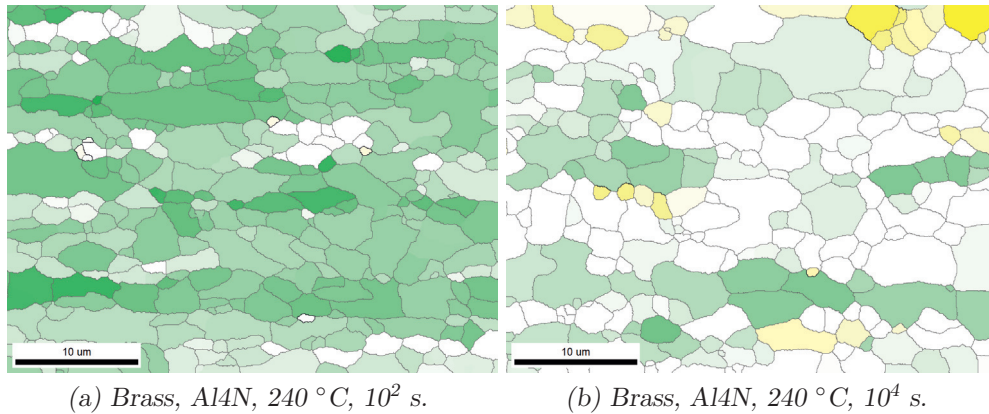 10 um
10 um
(a) Brass, Al4N, 240 °C, 10² s.
(b) Brass, Al4N, 240 °C, 10⁴ s.